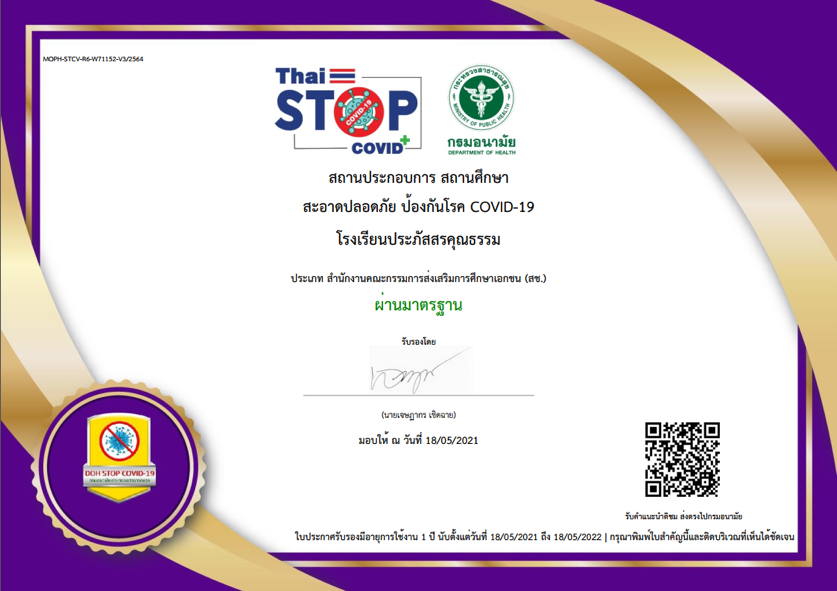 MOPH-STCV-R6-W71152-V3/2564
Thai
STOP
COVID-19
COVID
กระทรวงสาธารณสุข
MINISTRY OF PUBLIC HEALTH
กรมอนามัย
DEPARTMENT OF HEALTH
สถานประกอบการ สถานศึกษา
สะอาดปลอดภัย ป้องกันโรค COVID-19
โรงเรียนประภัสสรคุณธรรม
ประเภท สำนักงานคณะกรรมการส่งเสริมการศึกษาเอกชน (สช.)
ผ่านมาตรฐาน
รับรองโดย
(นายเจษฎากร เชิดฉาย)
มอบให้ ณ วันที่ 18/05/2021
DOH STOP COVID-19
รับคำแนะนำติชม ส่งตรงไปกรมอนามัย
ใบประกาศรับรองมีอายุการใช้งาน 1 ปี นับตั้งแต่วันที่ 18/05/2021 ถึง 18/05/2022 | กรุณาพิมพ์ใบสำคัญนี้และติดบริเวณที่เห็นได้ชัดเจน